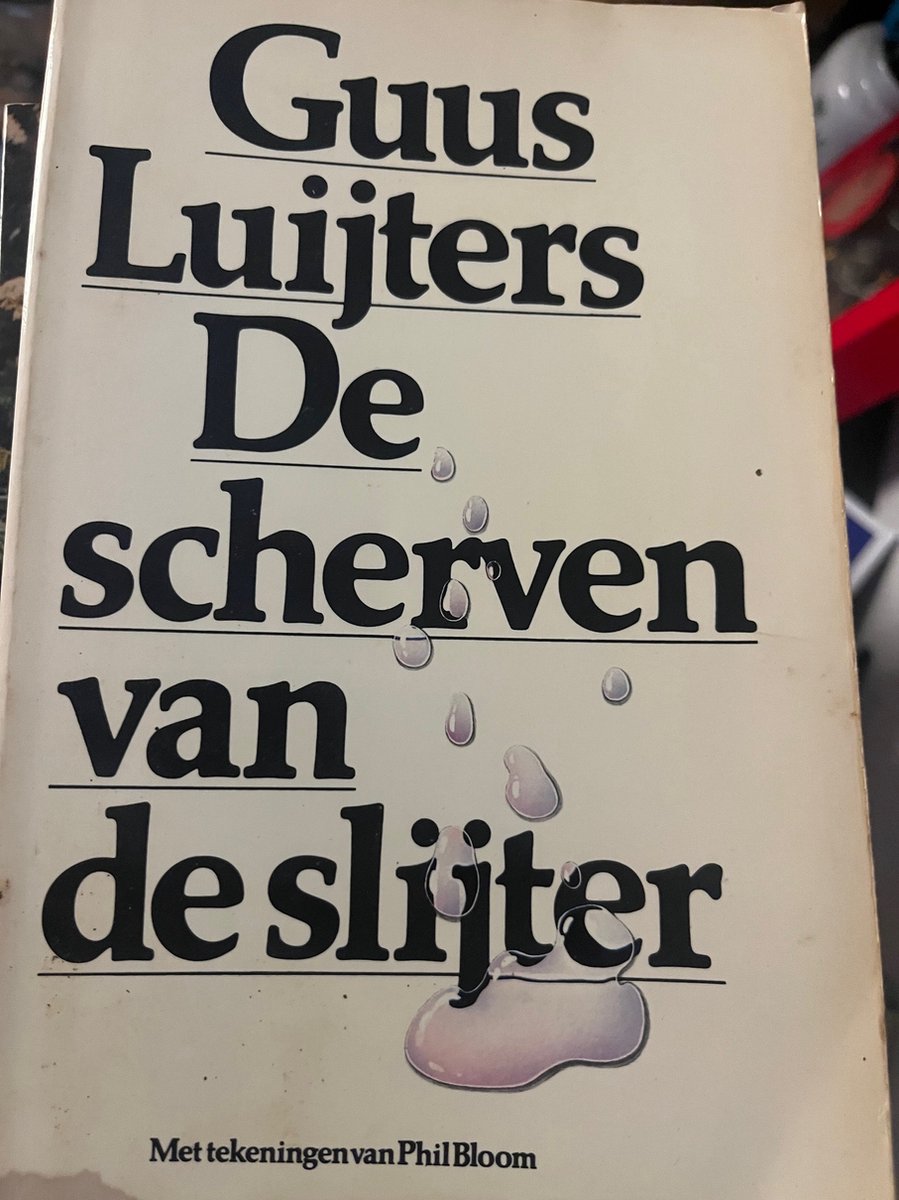 Guus
Luijters
De
scherven
van
de slijter
Met tekeningen van Phil Bloom